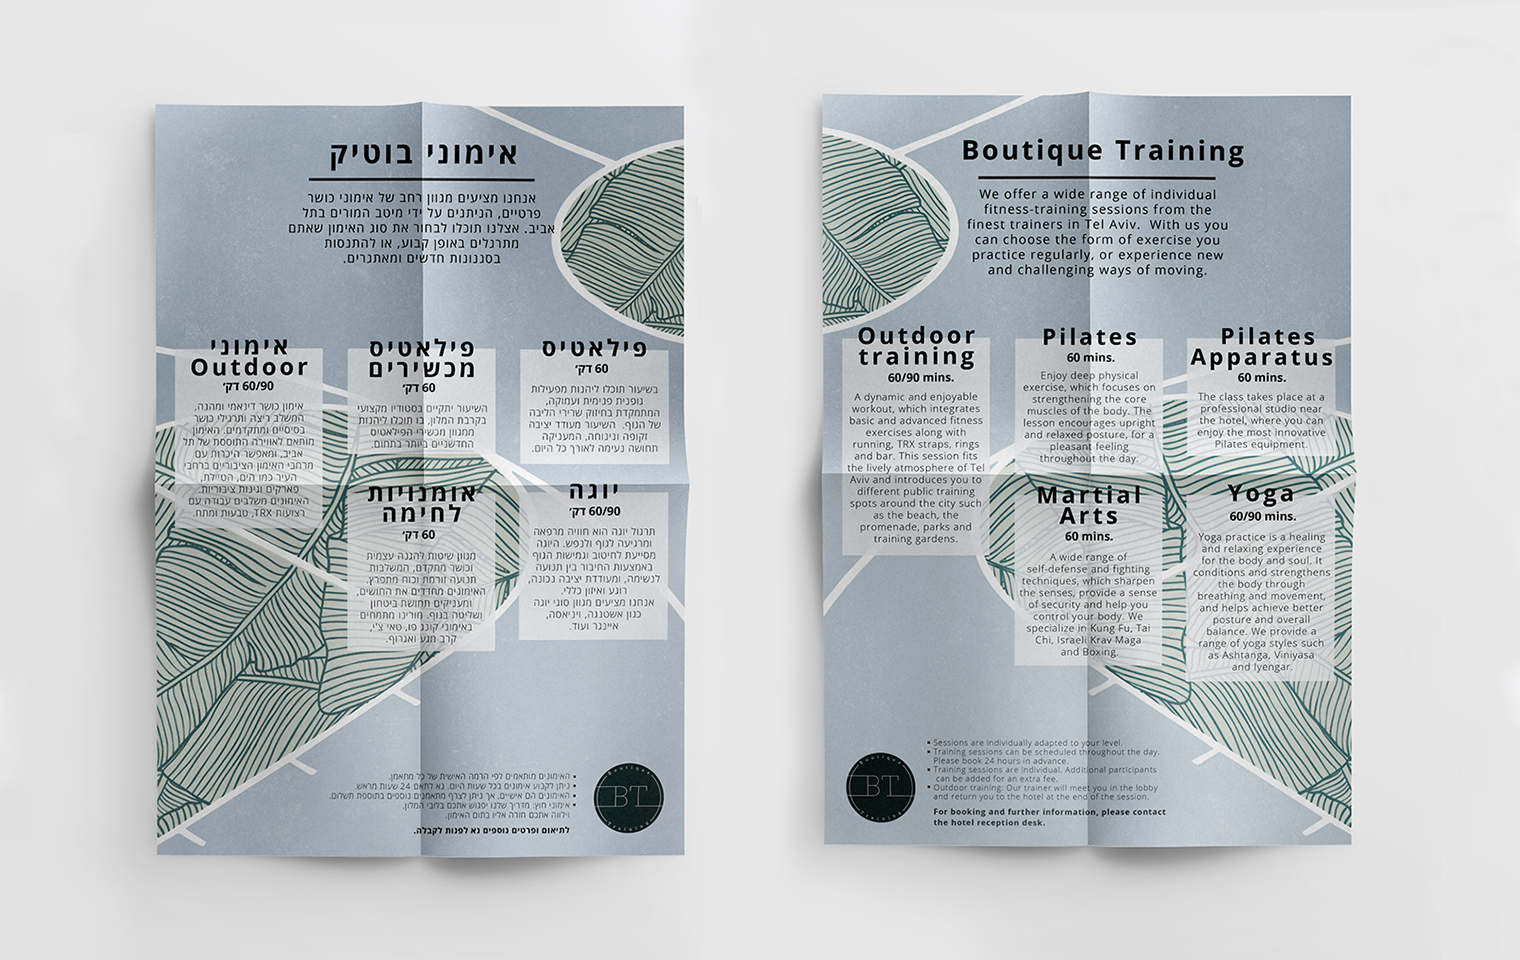 אימוני בוטיק
אנחנו מציעים מגוון רחב של אימוני כושר
פרטיים, הניתנים על ידי מיטב המורים בתל
אביב. אצלנו תוכלו לבחור את סוג האימון שאתם
מתרגלים באופן קבוע, או להתנסות
בסגנונות חדשים ומאתגרים.
פילאטיס
60 דק׳
בשיעור תוכלו ליהנות מפעילות
גופנית פנימית ועמוקה,
המתמקדת בחיזוק שרירי הליבה
של הגוף. השיעור מעודד יציבה
זקופה ונינוחה, המעניקה
תחושה נעימה לאורך כל היום.
פילאטיס
מכשירים
60 דק׳
השיעור יתקיים בסטודיו מקצועי
בקרבת המלון, בו תוכלו ליהנות
ממגוון מכשירי הפילאטיס
החדשניים ביותר בתחום.
אימוני
Outdoor
60/90 דק׳
אימון כושר דינאמי ומהנה,
המשלב ריצה ותרגילי כושר
בסיסיים ומתקדמים. האימון
מותאם לאווירה התוססת של תל
אביב, ומאפשר היכרות עם
מרחבי האימון הציבוריים ברחבי
העיר כמו הים, הטיילת,
פארקים וגינות ציבוריות.
האימונים משלבים עבודה עם
רצועות TRX, טבעות ומתח.
יוגה
60/90 דק׳
תרגול יוגה הוא חוויה מרפאה
ומרגיעה לגוף ולנפש. היוגה
מסייעת לחיטוב וגמישות הגוף
באמצעות החיבור בין תנועה
לנשימה, ומעודדת יציבה נכונה,
רוגע ואיזון כללי.
אנחנו מציעים מגוון סוגי יוגה
כגון אשטנגה, ויניאסה,
איינגר ועוד.
אומנויות
לחימה
60 דק׳
מגוון שיטות להגנה עצמית
וכושר מתקדם, המשלבות
תנועה זורמת וכוח מתפרץ.
האימונים מחדדים את החושים,
ומעניקים תחושת ביטחון
ושליטה בגוף. מורינו מתמחים
באימוני קונג פו, טאי צ׳י,
קרב מגע ואגרוף.
▪ האימונים מותאמים לפי הרמה האישית של כל מתאמן.
▪ ניתן לקבוע אימונים בכל שעות היום. נא לתאם 24 שעות מראש.
▪ האימונים הם אישיים, אך ניתן לצרף מתאמנים נוספים בתוספת תשלום.
▪ אימוני חוץ: מדריך שלנו יפגוש אתכם בלובי המלון,
וילווה אתכם חזרה אליו בתום האימון.
לתיאום ופרטים נוספים נא לפנות לקבלה.
Boutique
BT
Training
Boutique Training
We offer a wide range of individual
fitness-training sessions from the
finest trainers in Tel Aviv. With us you
can choose the form of exercise you
practice regularly, or experience new
and challenging ways of moving.
Outdoor
training
60/90 mins.
A dynamic and enjoyable
workout, which integrates
basic and advanced fitness
exercises along with
running, TRX straps, rings
and bar. This session fits
the lively atmosphere of Tel
Aviv and introduces you to
different public training
spots around the city such
as the beach, the
promenade, parks and
training gardens.
Pilates
60 mins.
Enjoy deep physical
exercise, which focuses on
strengthening the core
muscles of the body. The
lesson encourages upright
and relaxed posture, for a
pleasant feeling
throughout the day.
Pilates
Apparatus
60 mins.
The class takes place at a
professional studio near
the hotel, where you can
enjoy the most innovative
Pilates equipment.
Martial
Arts
60 mins.
A wide range of
self-defense and fighting
techniques, which sharpen
the senses, provide a sense
of security and help you
control your body. We
specialize in Kung Fu, Tai
Chi, Israeli Krav Maga
and Boxing.
Yoga
60/90 mins.
Yoga practice is a healing
and relaxing experience
for the body and soul. It
conditions and strengthens
the body through
breathing and movement,
and helps achieve better
posture and overall
balance. We provide a
range of yoga styles such
as Ashtanga, Viniyasa
and Iyengar.
▪ Sessions are individually adapted to your level.
▪ Training sessions can be scheduled throughout the day.
Please book 24 hours in advance.
▪ Training sessions are individual. Additional participants
can be added for an extra fee.
▪ Outdoor training: Our trainer will meet you in the lobby
and return you to the hotel at the end of the session.
For booking and further information, please contact
the hotel reception desk.
Boutique
BT
Training